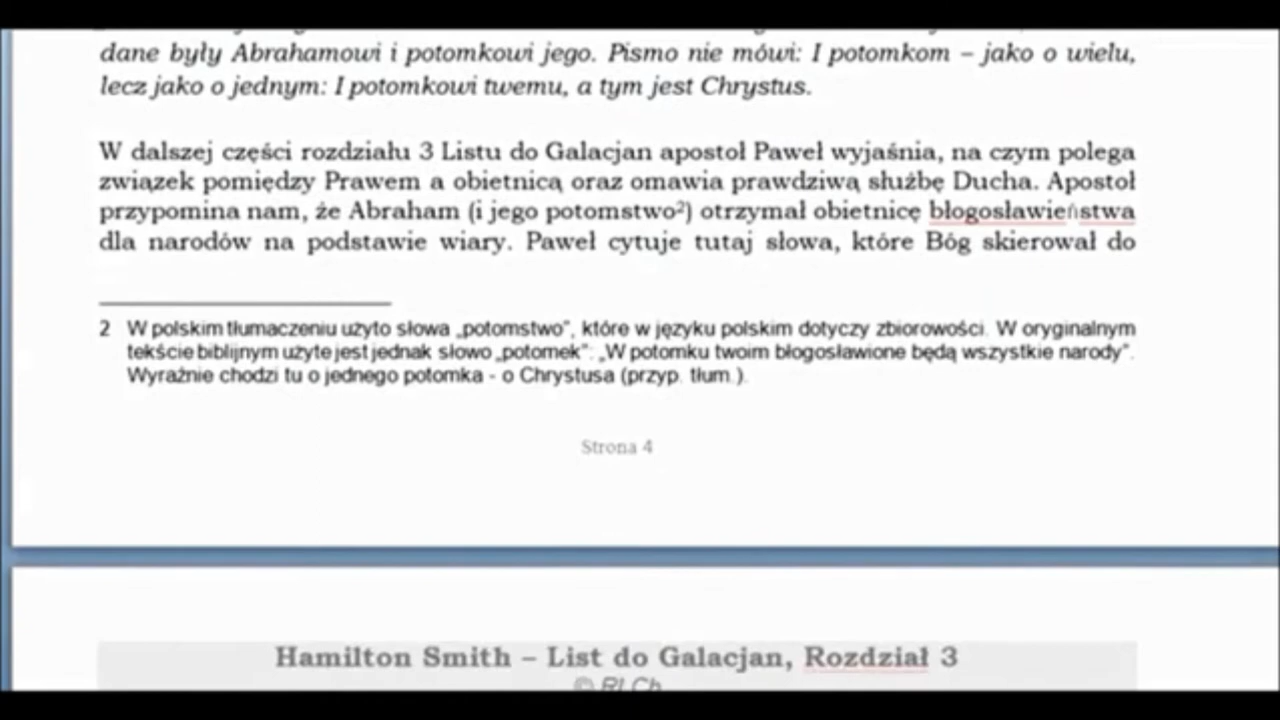 dane były Abrahamowi i potomkowi jego. Pismo nie mówi: I potomkom – jako o wielu,
lecz jako o jednym: I potomkowi twemu, a tym jest Chrystus.
W dalszej części rozdziału 3 Listu do Galacjan apostoł Paweł wyjaśnia, na czym polega
związek pomiędzy Prawem a obietnicą oraz omawia prawdziwą służbę Ducha. Apostoł
przypomina nam, że Abraham (i jego potomstwo²) otrzymał obietnicę błogosławieństwa
dla narodów na podstawie wiary. Paweł cytuje tutaj słowa, które Bóg skierował do
2 W polskim tłumaczeniu użyto słowa „potomstwo”, które w języku polskim dotyczy zbiorowości. W oryginalnym
tekście biblijnym użyte jest jednak słowo „potomek”: „W potomku twoim błogosławione będą wszystkie narody”.
Wyraźnie chodzi tu o jednego potomka - o Chrystusa (przyp. tłum.).
Strona 4
Hamilton Smith – List do Galacjan, Rozdział 3